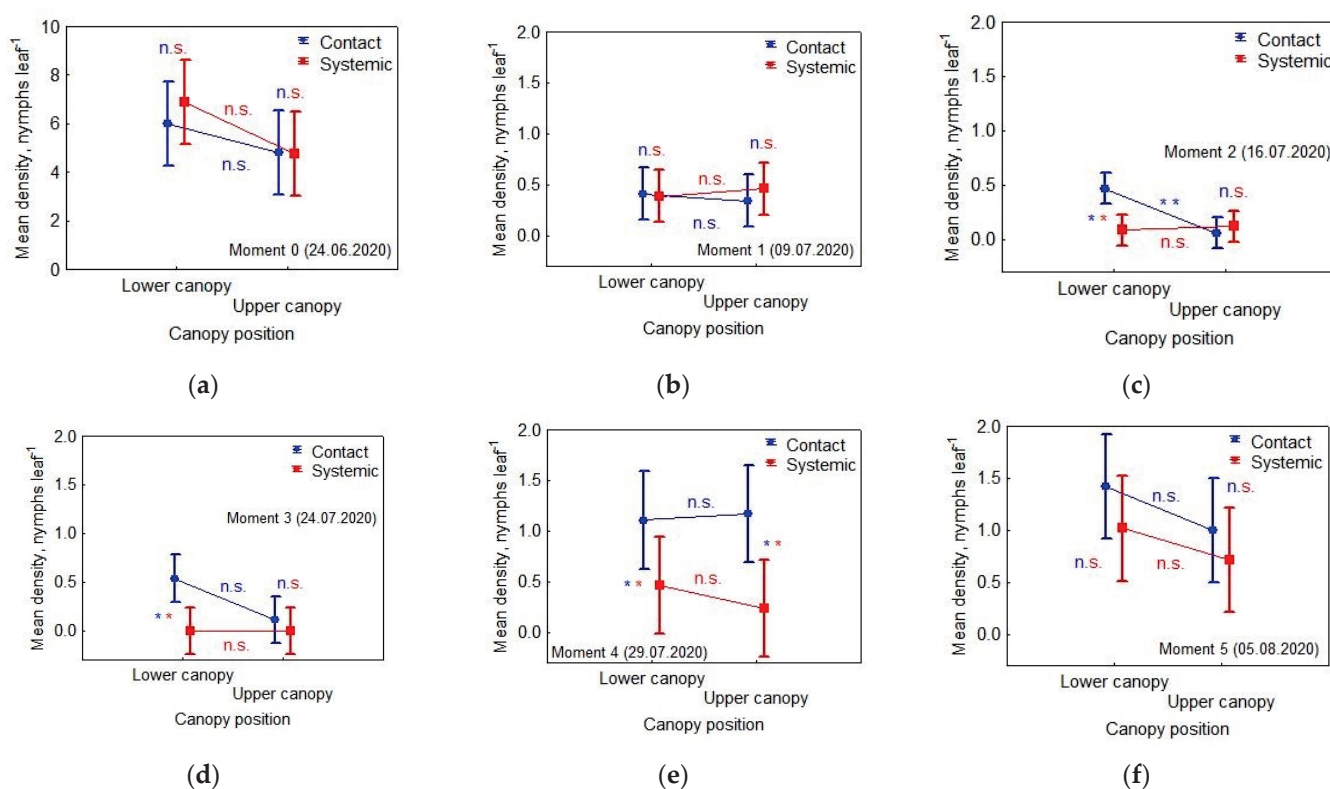 10
8
6
4
2
0
Mean density, nymphs leaf-1
Contact
Systemic
n.s.
n.s.
n.s.
n.s.
Moment 0 (24.06.2020)
Lower canopy
Upper canopy
Canopy position
(a)
2.0
1.5
1.0
0.5
0.0
Mean density, nymphs leaf-1
Contact
Systemic
n.s.
n.s.
n.s.
n.s.
Moment 1 (09.07.2020)
Lower canopy
Upper canopy
Canopy position
(b)
2.0
1.5
1.0
0.5
0.0
Mean density, nymphs leaf-1
Contact
Systemic
Moment 2 (16.07.2020)
* *
n.s.
* *
n.s.
Lower canopy
Upper canopy
Canopy position
(c)
2.0
1.5
1.0
0.5
0.0
Mean density, nymphs leaf-1
Contact
Systemic
Moment 3 (24.07.2020)
n.s.
n.s.
* *
n.s.
Lower canopy
Upper canopy
Canopy position
(d)
2.0
1.5
1.0
0.5
0.0
Mean density, nymphs leaf-1
Contact
Systemic
n.s.
* *
* *
n.s.
Moment 4 (29.07.2020)
Lower canopy
Upper canopy
Canopy position
(e)
2.0
1.5
1.0
0.5
0.0
Mean density, nymphs leaf-1
Contact
Systemic
n.s.
n.s.
n.s.
n.s.
Moment 5 (05.08.2020)
Lower canopy
Upper canopy
Canopy position
(f)